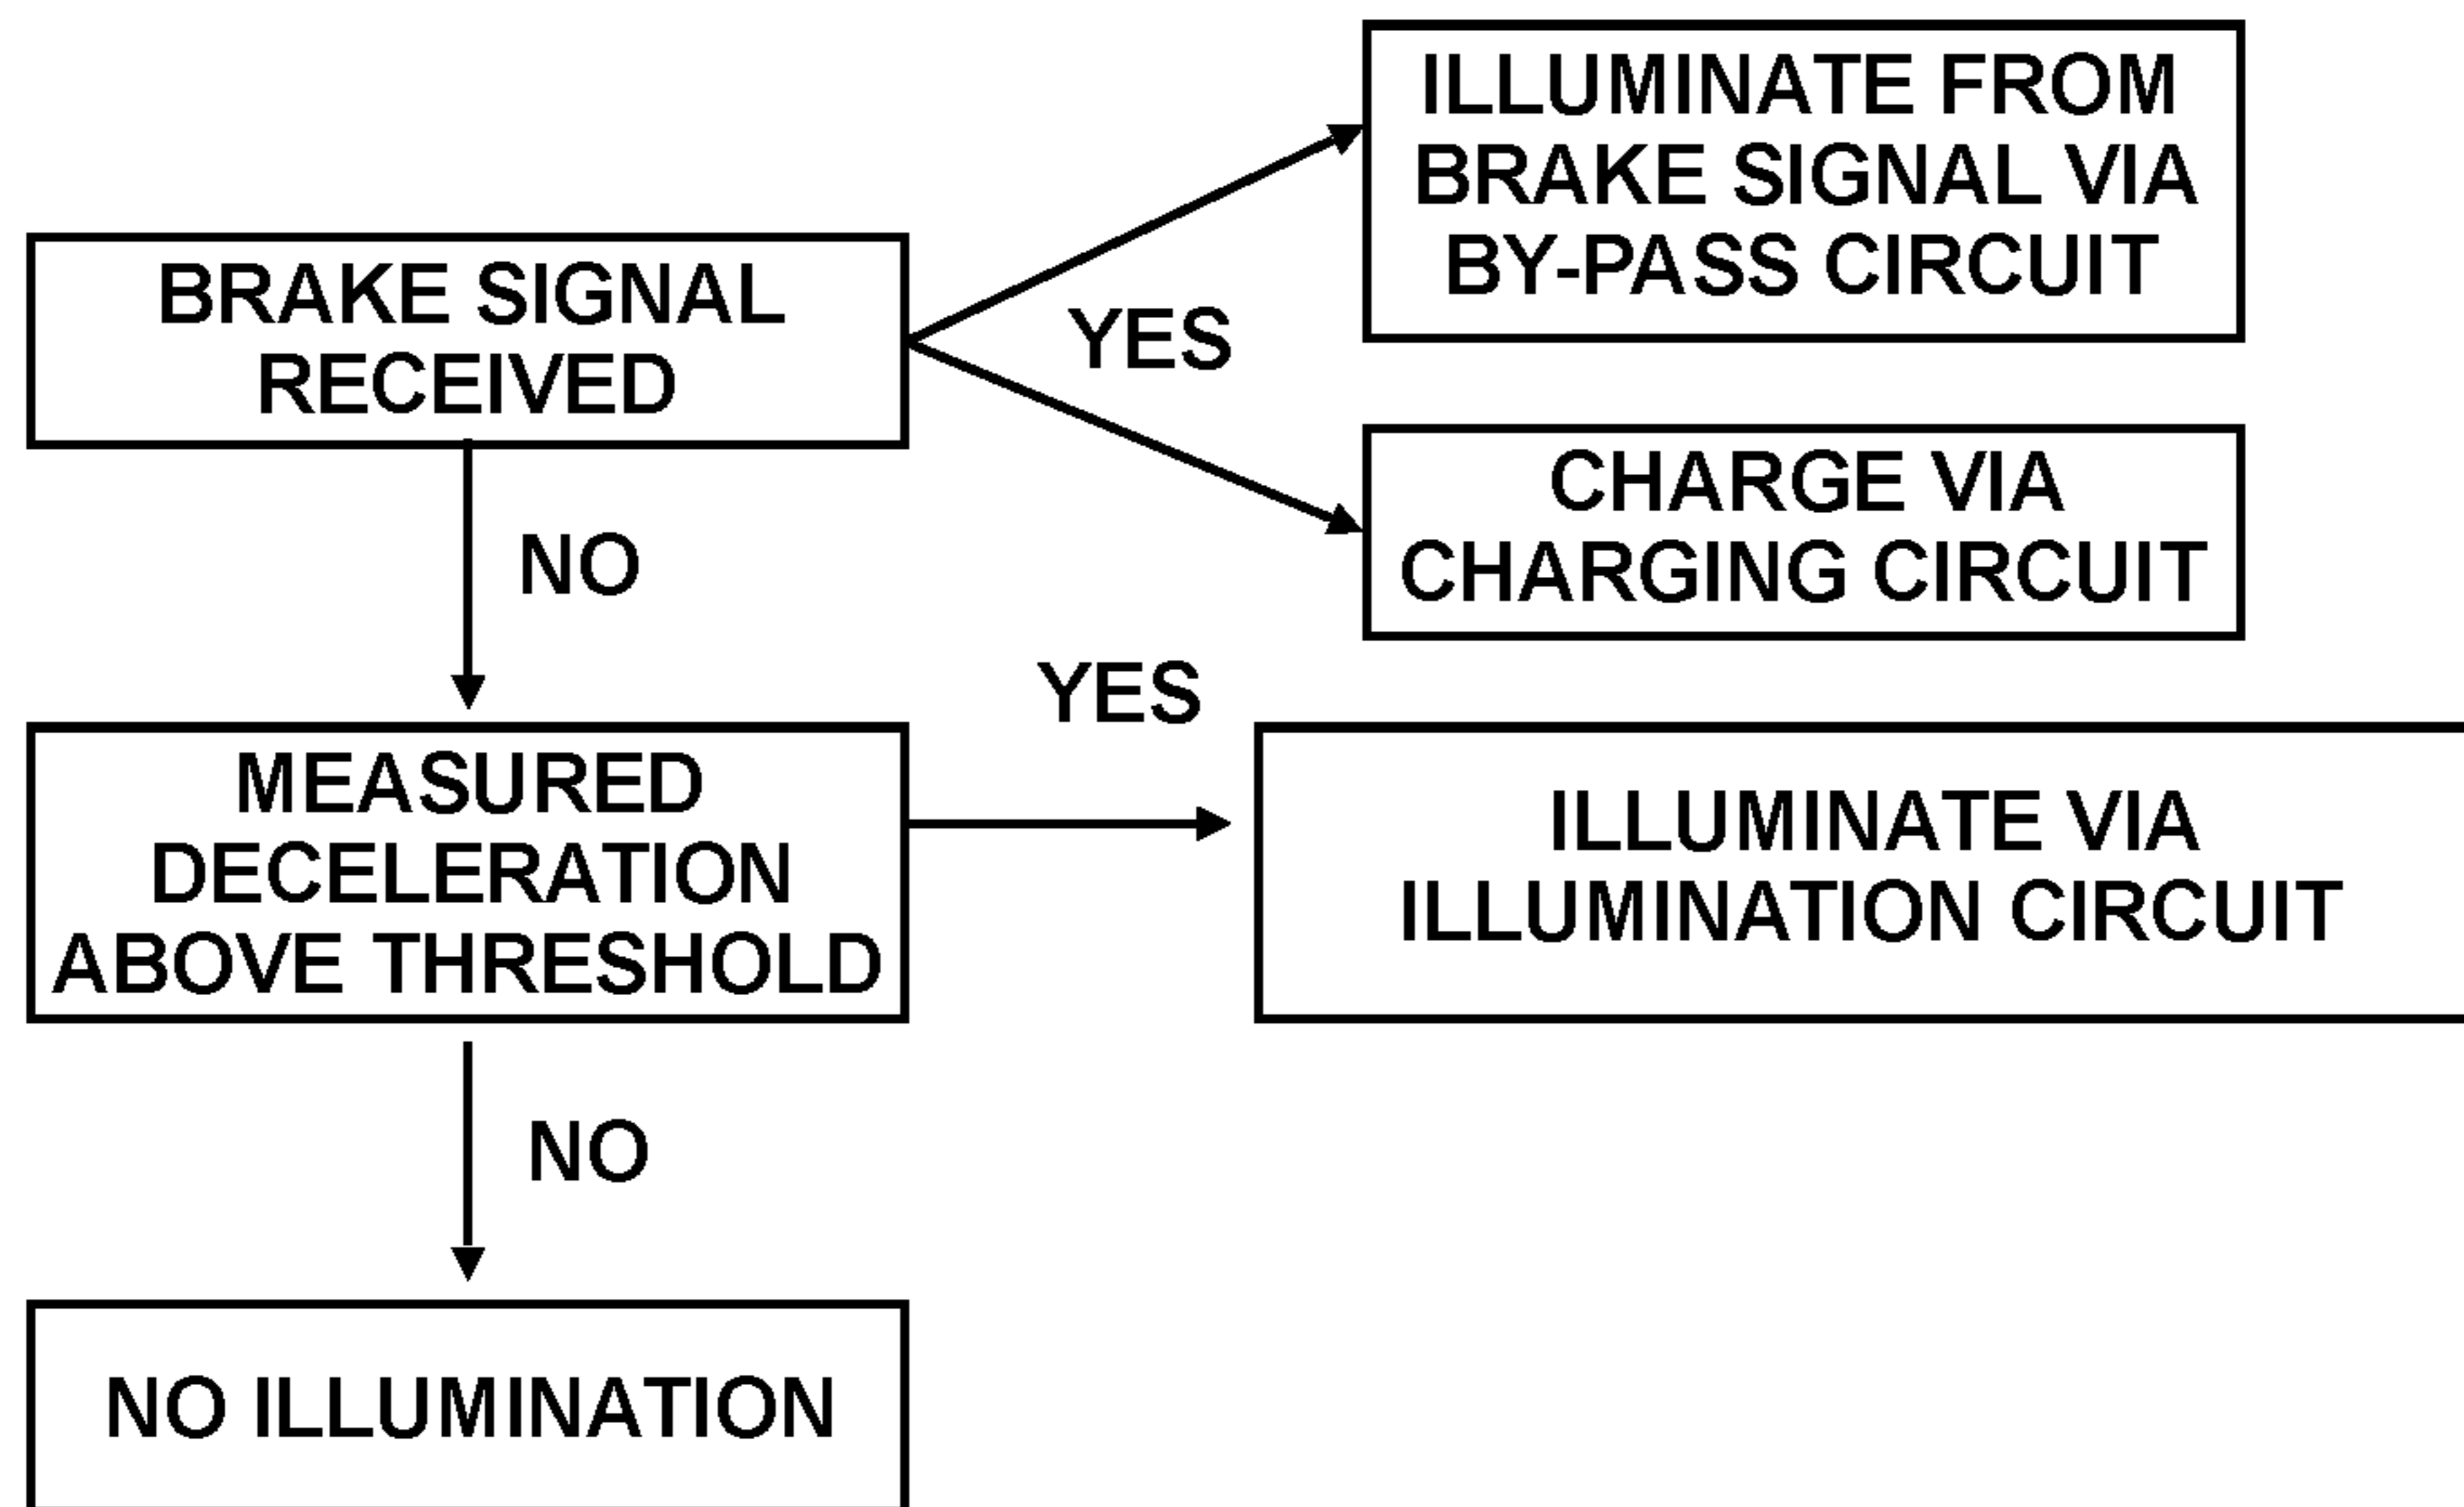 BRAKE SIGNAL
RECEIVED
YES
ILLUMINATE FROM
BRAKE SIGNAL VIA
BY-PASS CIRCUIT
CHARGE VIA
CHARGING CIRCUIT
NO
MEASURED
DECELERATION
ABOVE THRESHOLD
YES
ILLUMINATE VIA
ILLUMINATION CIRCUIT
NO
NO ILLUMINATION